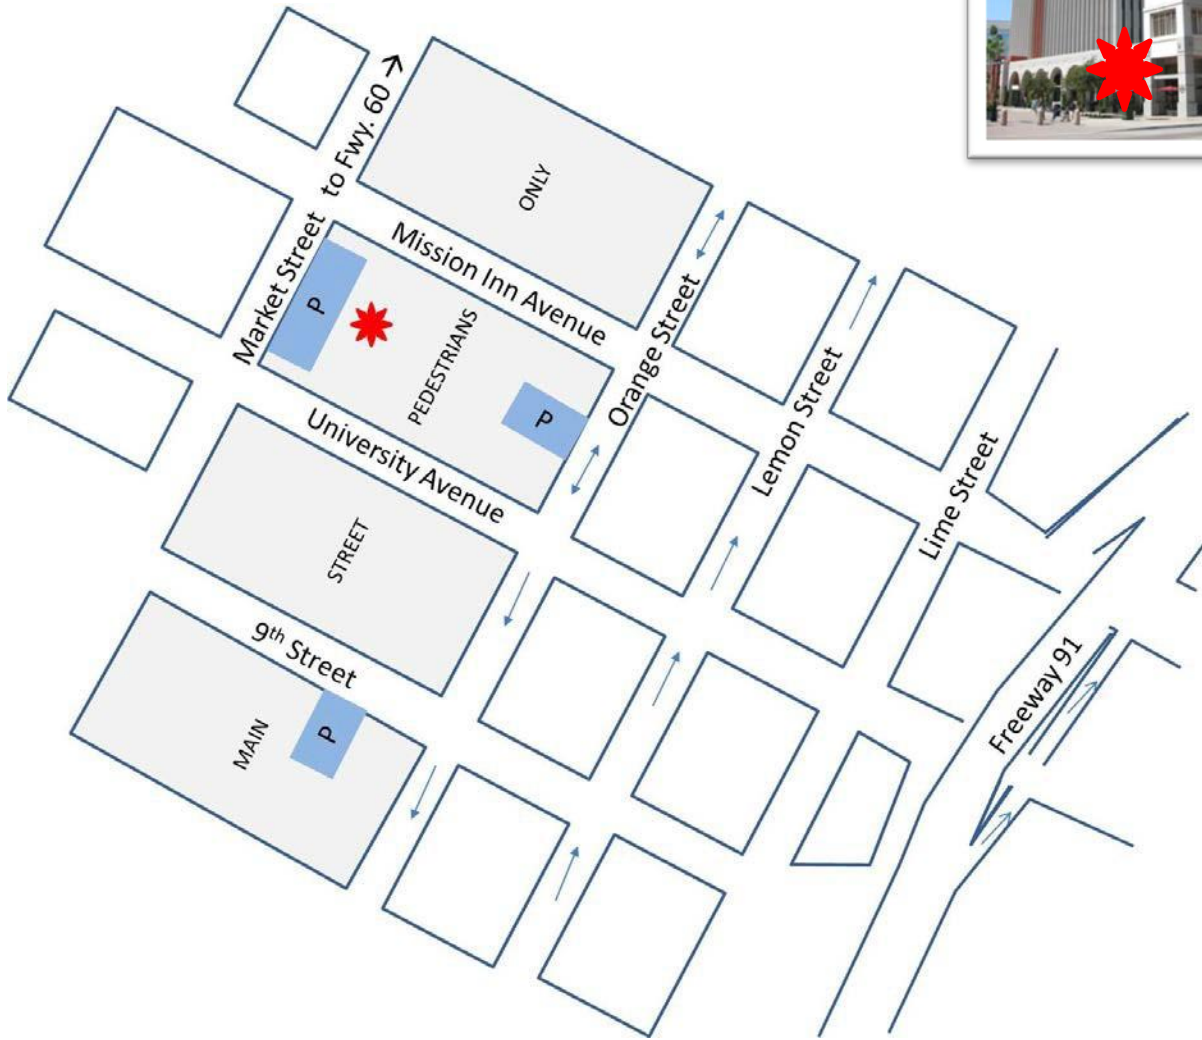 to Fwy. 60 →
ONLY
Market Street
Mission Inn Avenue
P
PEDESTRIANS
P
Orange Street
University Avenue
Lemon Street
Lime Street
STREET
9th Street
P
MAIN
Freeway 91